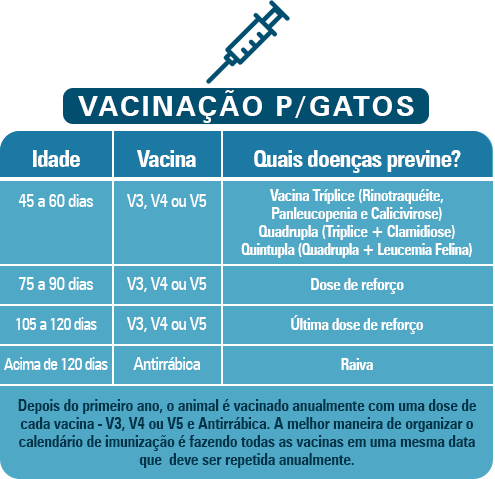 VACINAÇÃO P/GATOS
Idade Vacina Quais doenças previne?
45 a 60 dias V3, V4 ou V5 Vacina Tríplice (Rinotraquéite,
Panleucopenia e Calicivirose)
Quadrupla (Triplice + Clamidiose)
Quintupla (Quadrupla + Leucemia Felina)
75 a 90 dias V3, V4 ou V5 Dose de reforço
105 a 120 dias V3, V4 ou V5 Última dose de reforço
Acima de 120 dias Antirrábica Raiva
Depois do primeiro ano, o animal é vacinado anualmente com uma dose de
cada vacina - V3, V4 ou V5 e Antirrábica. A melhor maneira de organizar o
calendário de imunização é fazendo todas as vacinas em uma mesma data
que deve ser repetida anualmente.